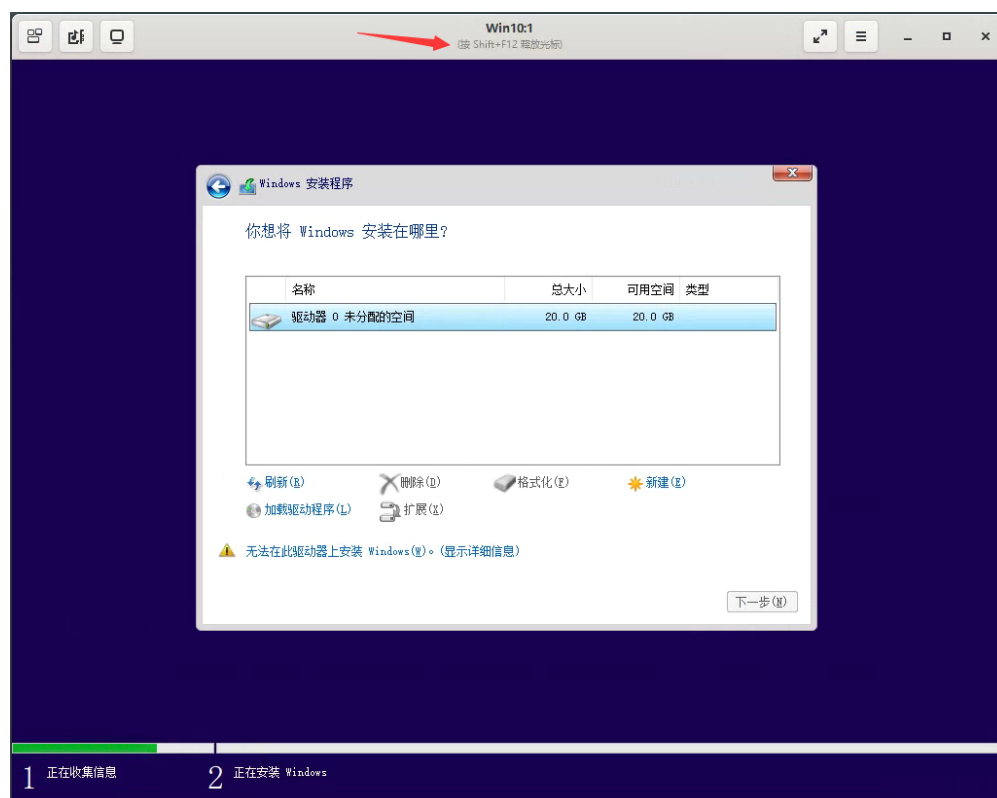 Win10:1
(按 Shift+F12 释放光标)
Windows 安装程序
你想将 Windows 安装在哪里?
名称 总大小 可用空间 类型
驱动器 0 未分配的空间 20.0 GB 20.0 GB
刷新(R) 删除(D) 格式化(F) 新建(E)
加载驱动程序(L) 扩展(X)
无法在此驱动器上安装 Windows(W)。(显示详细信息)
下一步(N)
1 正在收集信息 2 正在安装 Windows